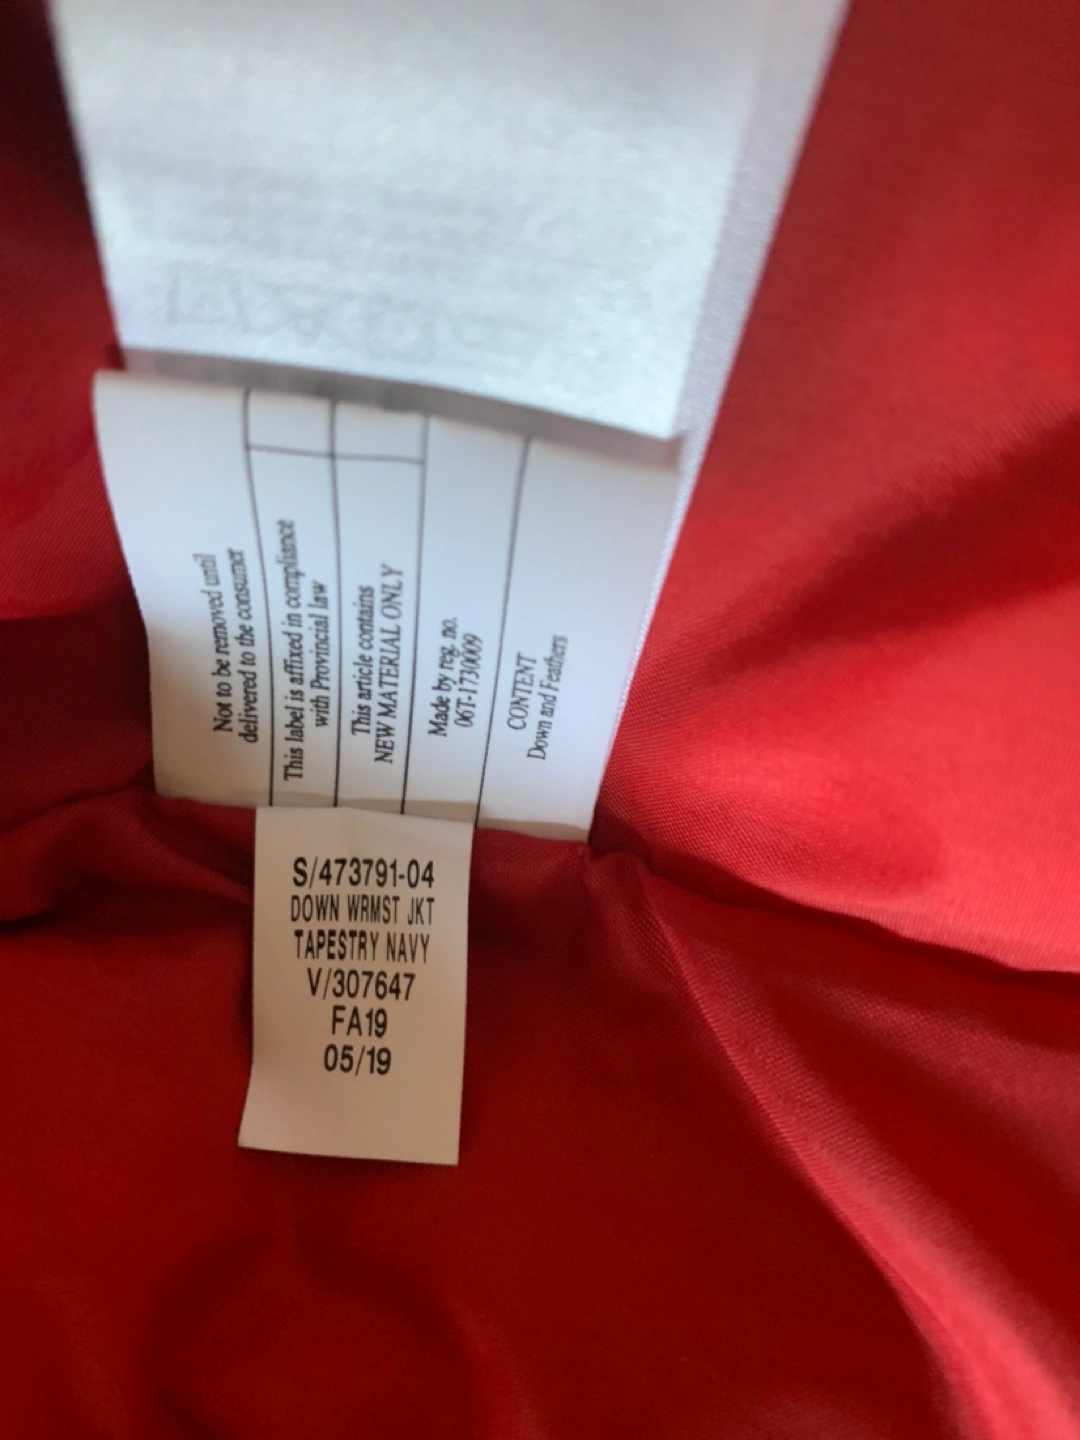 Not to be removed until
delivered to the consumer
This label is affixed in compliance
with Provincial law
This article contains
NEW MATERIAL ONLY
Made by reg. no.
06T-1730009
CONTENT
Down and Feathers
S/473791-04
DOWN WRMST JKT
TAPESTRY NAVY
V/307647
FA19
05/19